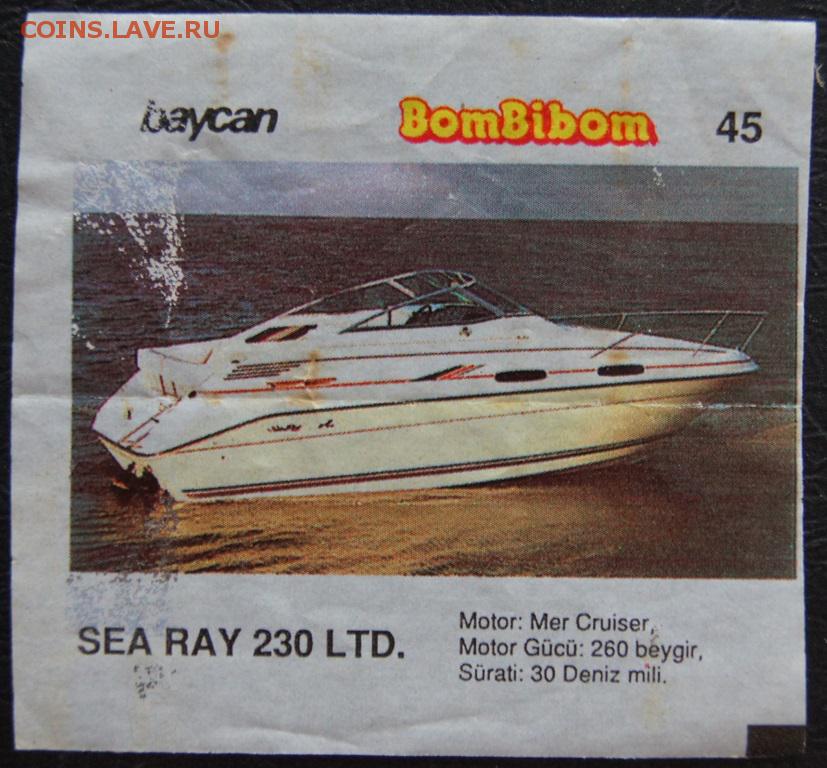 COINS.LAVE.RU
baycan BomBibom 45
SEA RAY 230 LTD.
Motor: Mer Cruiser,
Motor Gücü: 260 beygir,
Sürati: 30 Deniz mili.